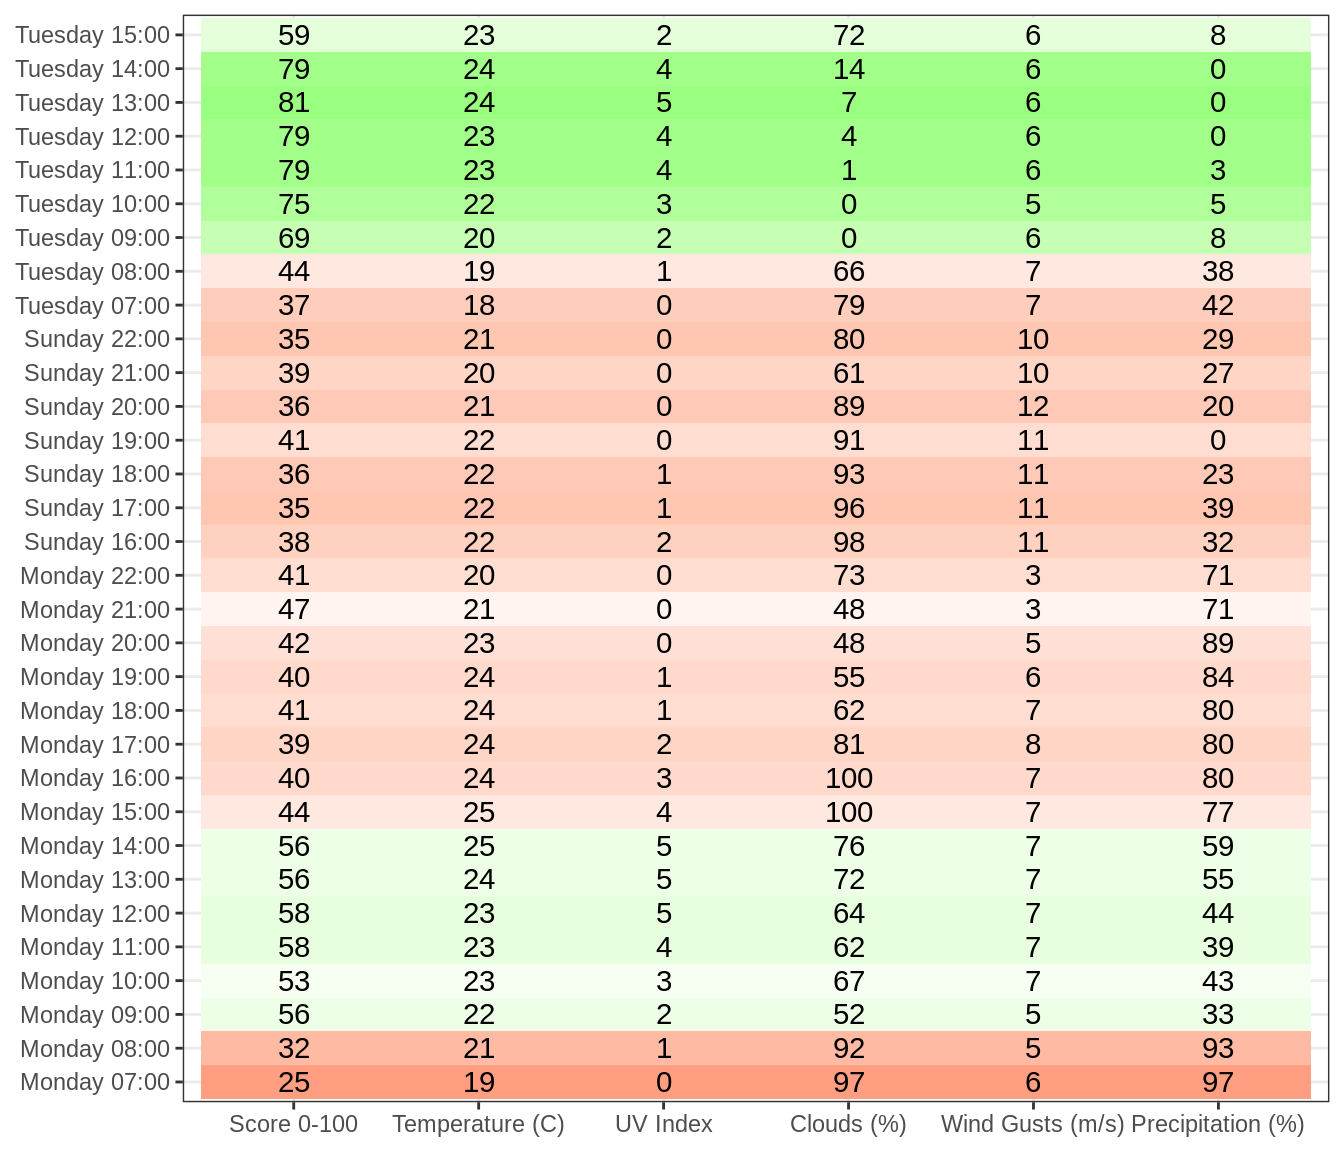 Tuesday 15:00 59 23 2 72 6 8
Tuesday 14:00 79 24 4 14 6 0
Tuesday 13:00 81 24 5 7 6 0
Tuesday 12:00 79 23 4 4 6 0
Tuesday 11:00 79 23 4 1 6 3
Tuesday 10:00 75 22 3 0 5 5
Tuesday 09:00 69 20 2 0 6 8
Tuesday 08:00 44 19 1 66 7 38
Tuesday 07:00 37 18 0 79 7 42
Sunday 22:00 35 21 0 80 10 29
Sunday 21:00 39 20 0 61 10 27
Sunday 20:00 36 21 0 89 12 20
Sunday 19:00 41 22 0 91 11 0
Sunday 18:00 36 22 1 93 11 23
Sunday 17:00 35 22 1 96 11 39
Sunday 16:00 38 22 2 98 11 32
Monday 22:00 41 20 0 73 3 71
Monday 21:00 47 21 0 48 3 71
Monday 20:00 42 23 0 48 5 89
Monday 19:00 40 24 1 55 6 84
Monday 18:00 41 24 1 62 7 80
Monday 17:00 39 24 2 81 8 80
Monday 16:00 40 24 3 100 7 80
Monday 15:00 44 25 4 100 7 77
Monday 14:00 56 25 5 76 7 59
Monday 13:00 56 24 5 72 7 55
Monday 12:00 58 23 5 64 7 44
Monday 11:00 58 23 4 62 7 39
Monday 10:00 53 23 3 67 7 43
Monday 09:00 56 22 2 52 5 33
Monday 08:00 32 21 1 92 5 93
Monday 07:00 25 19 0 97 6 97
Score 0-100 Temperature (C) UV Index Clouds (%) Wind Gusts (m/s) Precipitation (%)